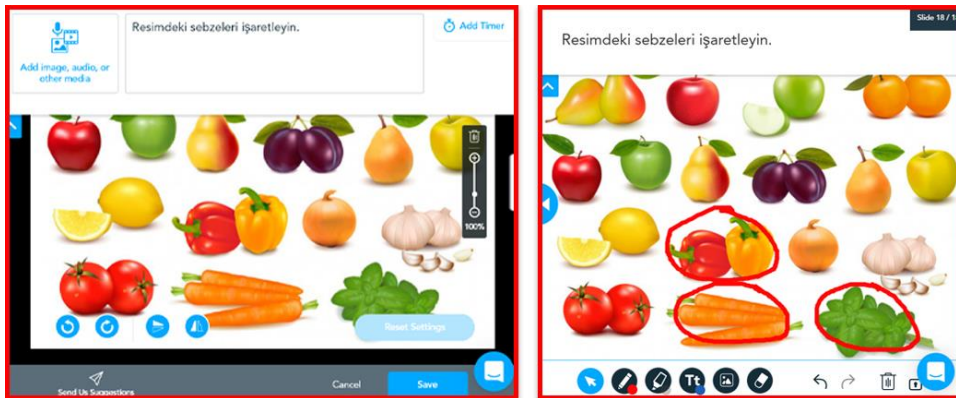 Resimdeki sebzeleri işaretleyin.
Add Timer
Add image, audio, or
other media
100%
Reset Settings
Send Us Suggestions
Cancel
Save
Slide 18 / 1
Resimdeki sebzeleri işaretleyin.
Tt